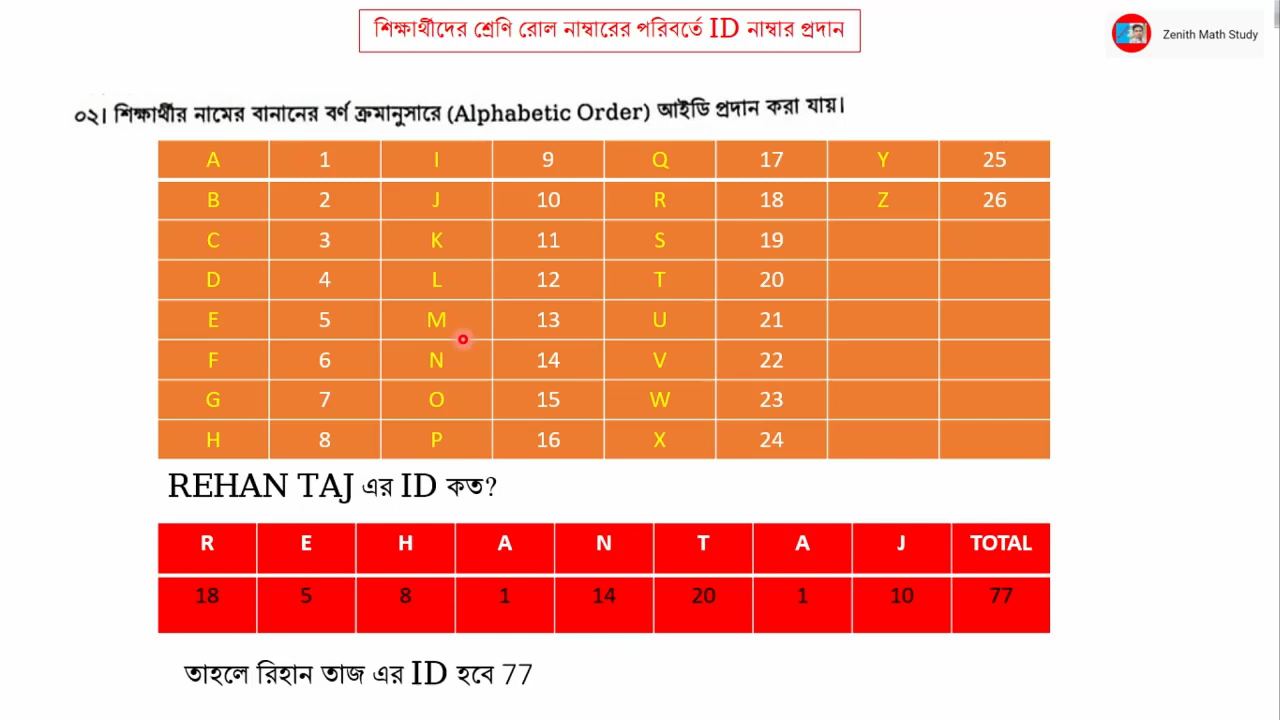 শিক্ষার্থীদের শ্রেণি রোল নাম্বারের পরিবর্তে ID নাম্বার প্রদান
Zenith Math Study
০২। শিক্ষার্থীর নামের বানানের বর্ণ ক্রমানুসারে (Alphabetic Order) আইডি প্রদান করা যায়।
A 1 I 9 Q 17 Y 25
B 2 J 10 R 18 Z 26
C 3 K 11 S 19
D 4 L 12 T 20
E 5 M 13 U 21
F 6 N 14 V 22
G 7 O 15 W 23
H 8 P 16 X 24
REHAN TAJ এর ID কত?
R E H A N T A J TOTAL
18 5 8 1 14 20 1 10 77
তাহলে রিহান তাজ এর ID হবে 77